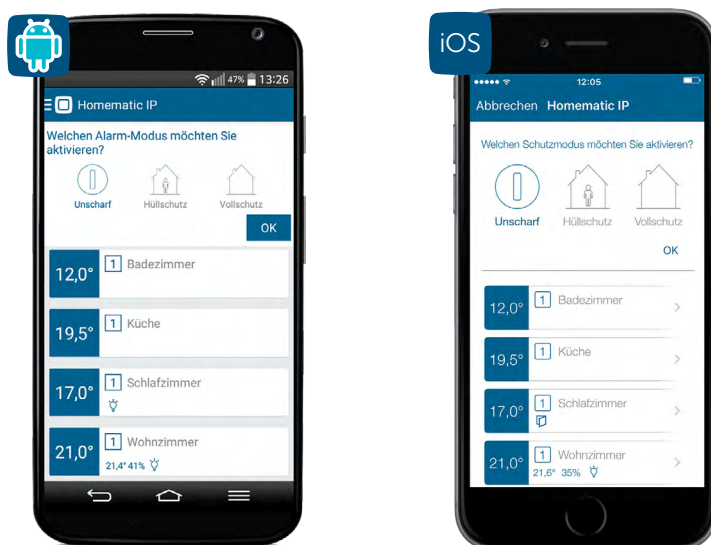 47% 13:26
Homematic IP
Welchen Alarm-Modus möchten Sie
aktivieren?
Unscharf Hüllschutz Vollschutz
OK
12,0° 1 Badezimmer
19,5° 1 Küche
17,0° 1 Schlafzimmer
21,0° 1 Wohnzimmer
21,4° 41%
iOS
12:05
Abbrechen Homematic IP
Welchen Schutzmodus möchten Sie aktivieren?
Unscharf Hüllschutz Vollschutz
OK
12,0° 1 Badezimmer
19,5° 1 Küche
17,0° 1 Schlafzimmer
21,0° 1 Wohnzimmer
21,6° 35%